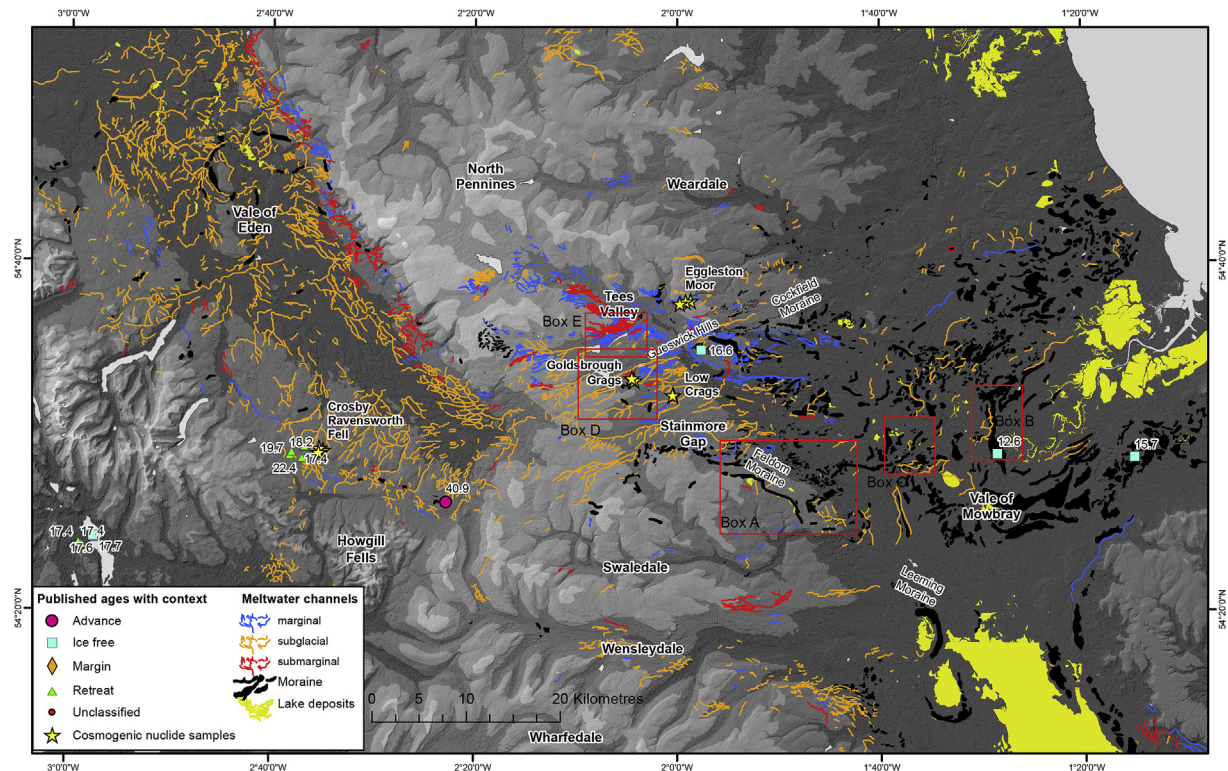 3°0'0"W 2°40'0"W 2°20'0"W 2°0'0"W 1°40'0"W 1°20'0"W
54°40'0"N
54°40'0"N
54°20'0"N
54°20'0"N
North
Pennines
Weardale
Vale of
Eden
Eggleston
Moor
Tees
Valley
Cockfield
Moraine
Box E
Gueswick Hills
16.6
Goldsbrough
Crags
Low
Crags
Box D
Stainmore
Gap
Crosby
Ravensworth
Fell
19.7
18.2
17.4
22.4
40.9
Feldom
Moraine
Box A
Box C
Box B
12.6
15.7
Vale of
Mowbray
17.4
17.4
17.6
17.7
Howgill
Fells
Swaledale
Leeming
Moraine
Wensleydale
Wharfedale
0 5 10 20 Kilometres
Published ages with context
Advance
Ice free
Margin
Retreat
Unclassified
Cosmogenic nuclide samples
Meltwater channels
marginal
subglacial
submarginal
Moraine
Lake deposits
3°0'0"W 2°40'0"W 2°20'0"W 2°0'0"W 1°40'0"W 1°20'0"W